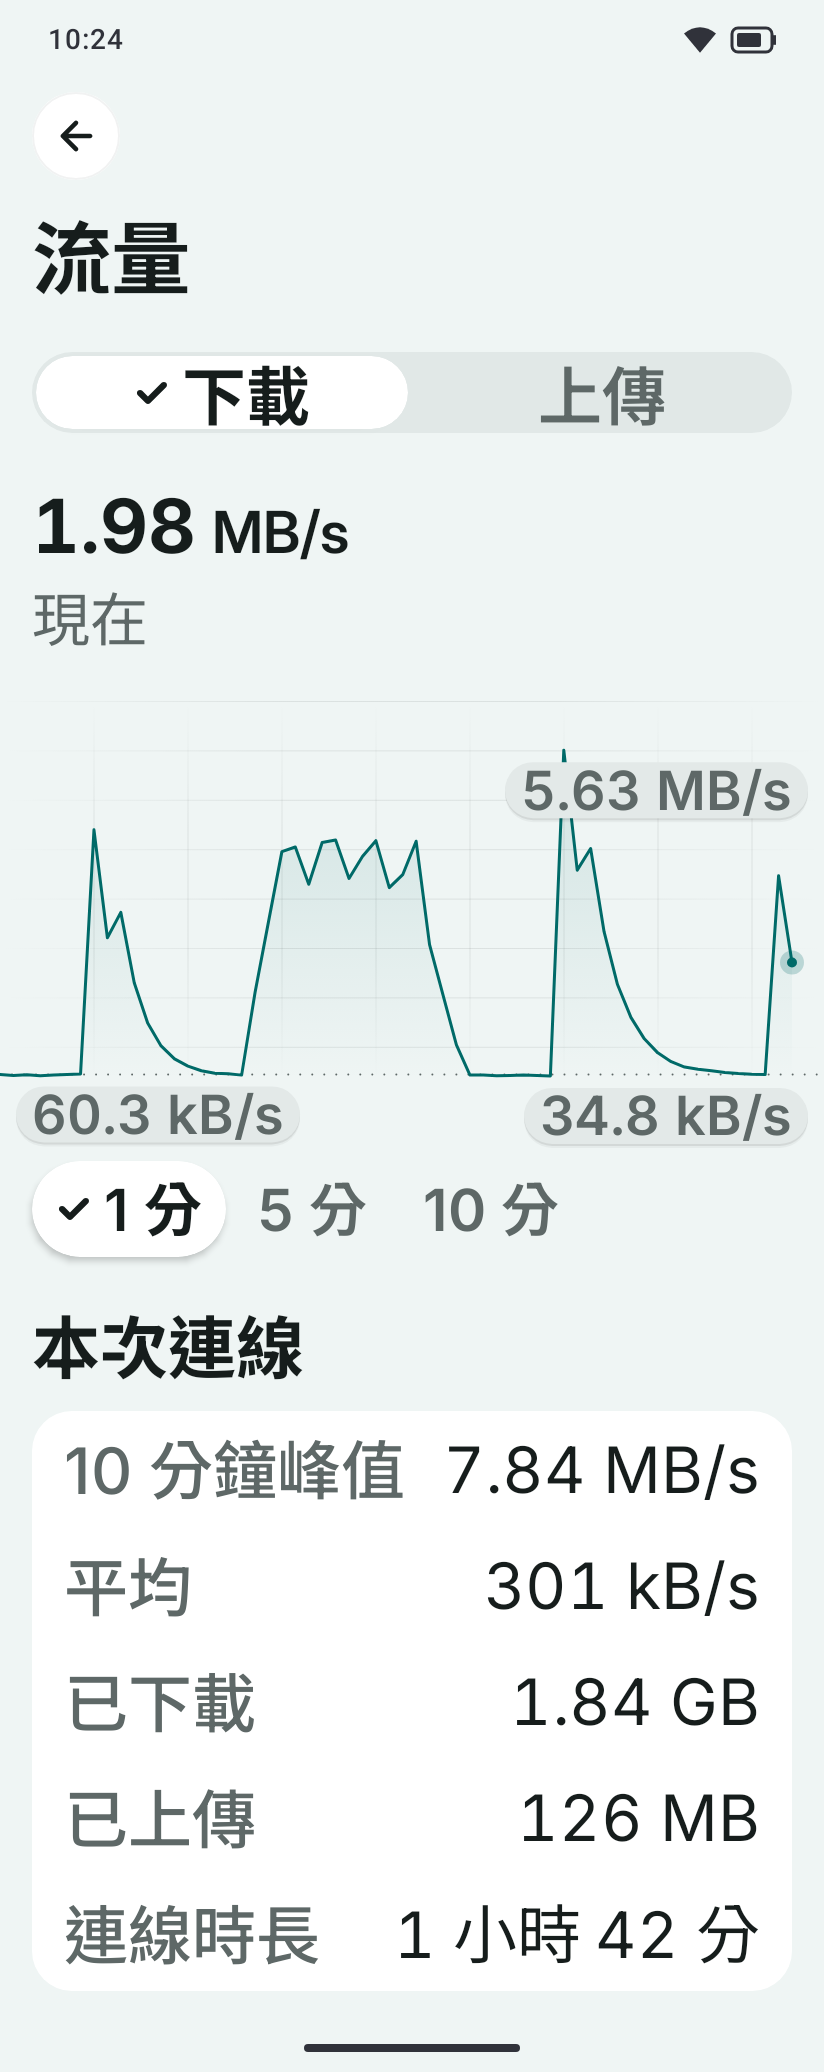 10:24
流量
下載
上傳
1.98 MB/s
現在
5.63 MB/s
60.3 kB/s
34.8 kB/s
1 分
5 分
10 分
本次連線
10 分鐘峰值 7.84 MB/s
平均 301 kB/s
已下載 1.84 GB
已上傳 126 MB
連線時長 1 小時 42 分